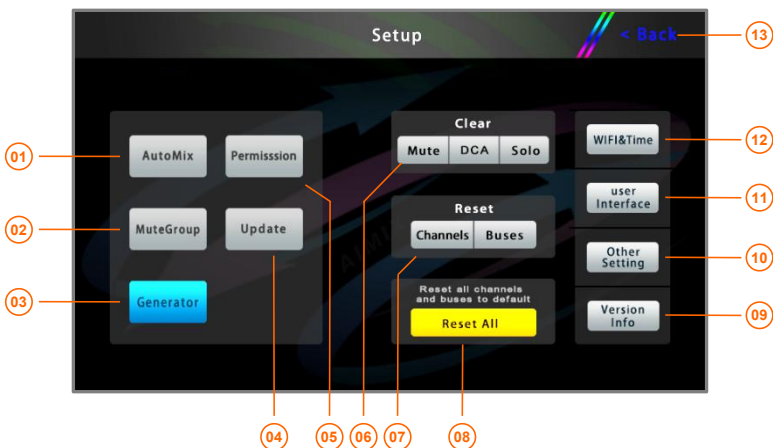 Setup
< Back
13
Clear
Mute DCA Solo
WIFI&Time
12
01
AutoMix
Permisssion
user
Interface
11
Reset
Channels Buses
02
MuteGroup
Update
Other
Setting
10
Reset all channels
and buses to default
Reset All
03
Generator
Version
Info
09
04
05
06
07
08